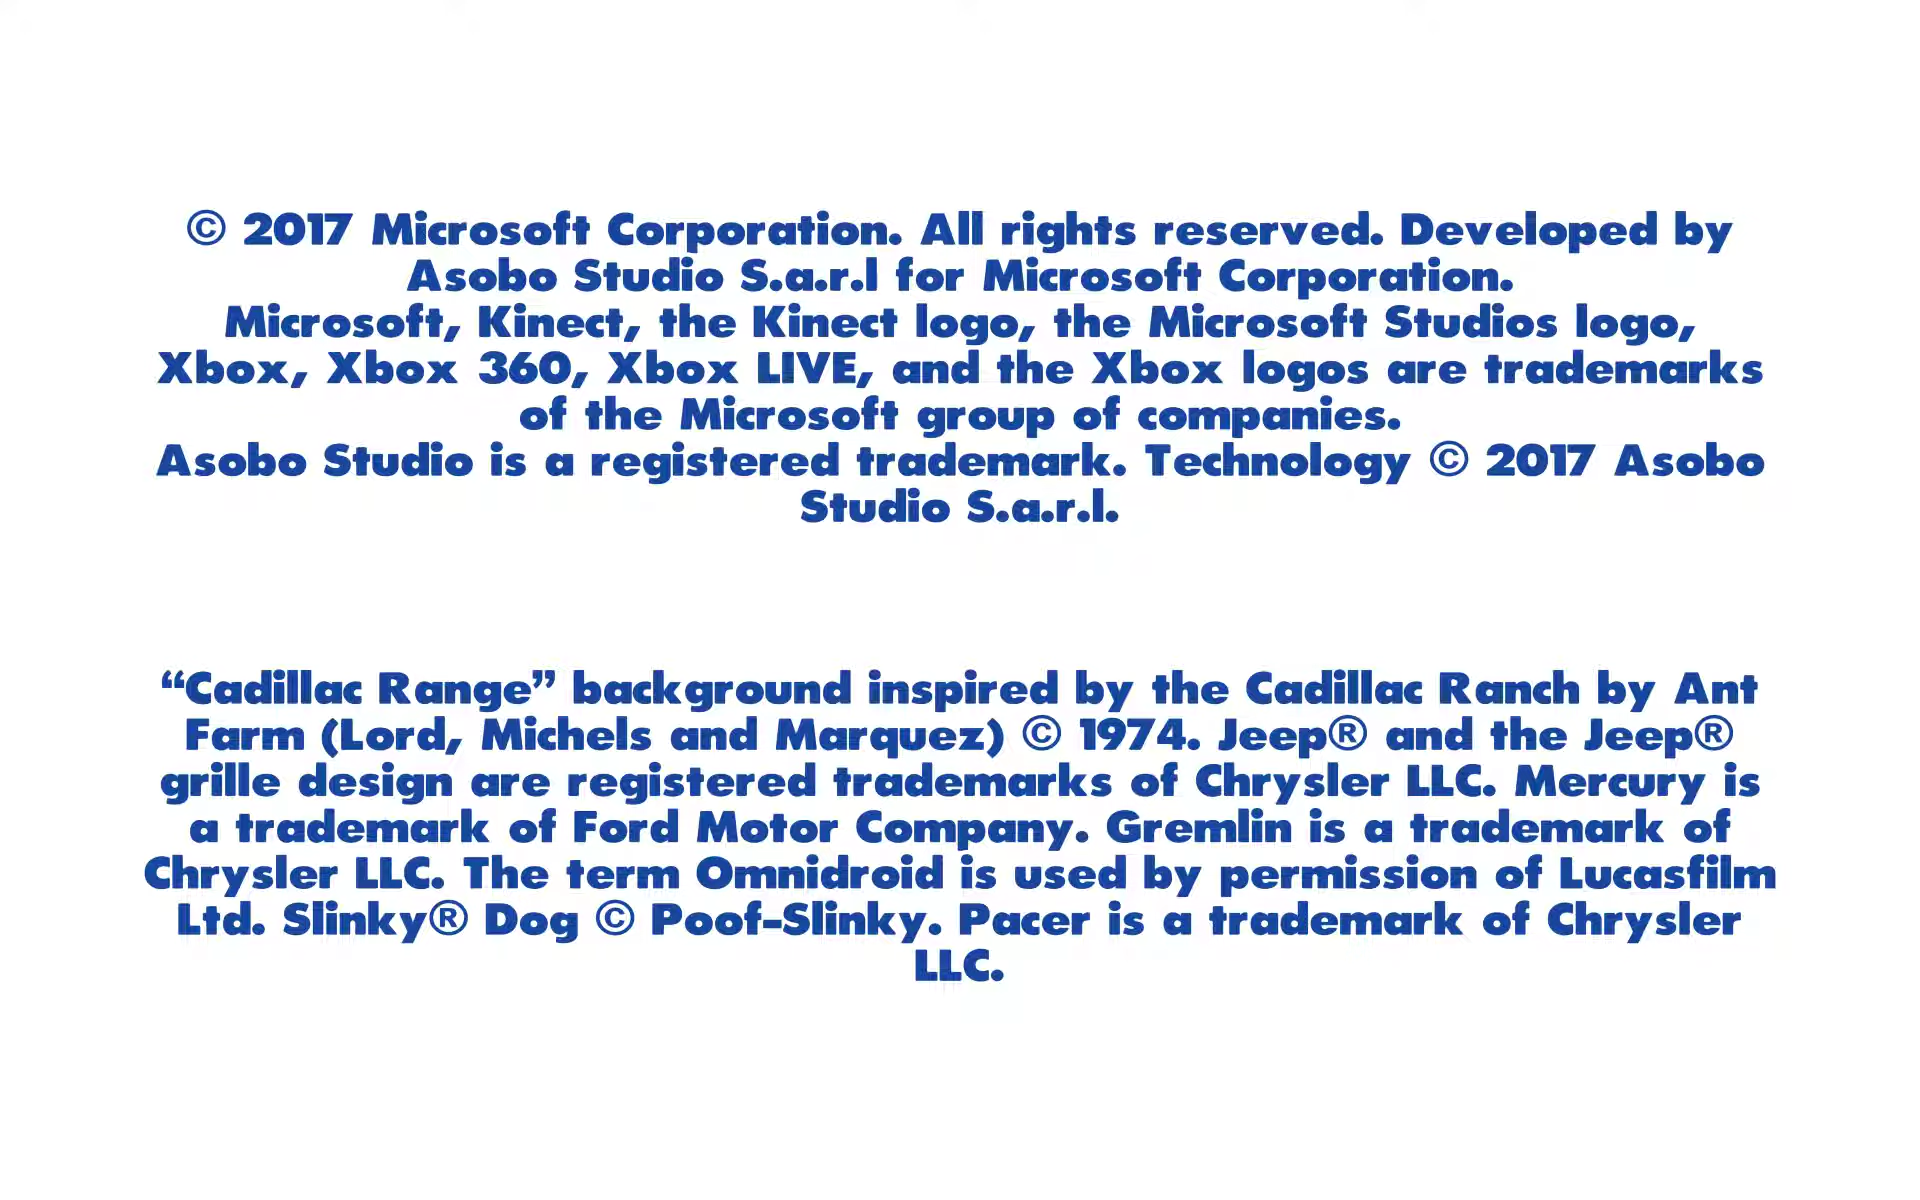 © 2017 Microsoft Corporation. All rights reserved. Developed by
Asobo Studio S.a.r.l for Microsoft Corporation.
Microsoft, Kinect, the Kinect logo, the Microsoft Studios logo,
Xbox, Xbox 360, Xbox LIVE, and the Xbox logos are trademarks
of the Microsoft group of companies.
Asobo Studio is a registered trademark. Technology © 2017 Asobo
Studio S.a.r.l.
“Cadillac Range” background inspired by the Cadillac Ranch by Ant
Farm (Lord, Michels and Marquez) © 1974. Jeep® and the Jeep®
grille design are registered trademarks of Chrysler LLC. Mercury is
a trademark of Ford Motor Company. Gremlin is a trademark of
Chrysler LLC. The term Omnidroid is used by permission of Lucasfilm
Ltd. Slinky® Dog © Poof-Slinky. Pacer is a trademark of Chrysler
LLC.